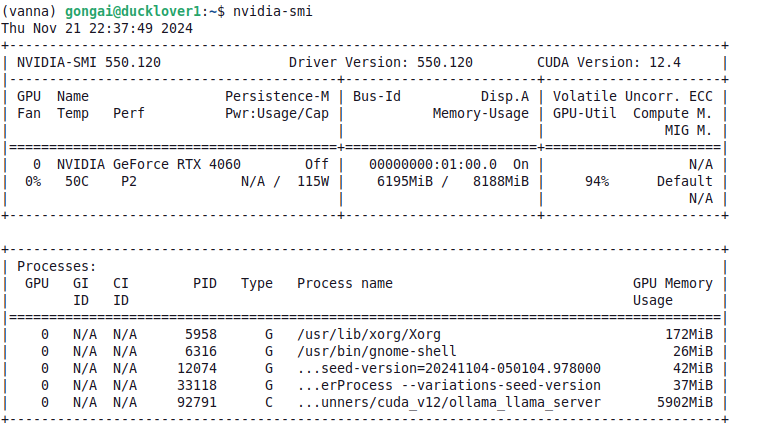 (vanna) gongai@ducklover1:~$ nvidia-smi
Thu Nov 21 22:37:49 2024
+-----------------------------------------------------------------------------------------+
| NVIDIA-SMI 550.120                Driver Version: 550.120        CUDA Version: 12.4     |
|-----------------------------------------+------------------------+----------------------+
| GPU  Name                 Persistence-M | Bus-Id          Disp.A | Volatile Uncorr. ECC |
| Fan  Temp   Perf          Pwr:Usage/Cap |           Memory-Usage | GPU-Util  Compute M. |
|                                         |                        |               MIG M. |
|=========================================+========================+======================|
|   0  NVIDIA GeForce RTX 4060        Off |   00000000:01:00.0  On |                  N/A |
|  0%   50C    P2             N/A /  115W |    6195MiB /   8188MiB |     94%      Default |
|                                         |                        |                  N/A |
+-----------------------------------------+------------------------+----------------------+

+-----------------------------------------------------------------------------------------+
| Processes:                                                                              |
|  GPU   GI   CI        PID   Type   Process name                              GPU Memory |
|        ID   ID                                                               Usage      |
|=========================================================================================|
|    0   N/A  N/A      5958      G   /usr/lib/xorg/Xorg                            172MiB |
|    0   N/A  N/A      6316      G   /usr/bin/gnome-shell                           26MiB |
|    0   N/A  N/A     12074      G   ...seed-version=20241104-050104.978000         42MiB |
|    0   N/A  N/A     33118      G   ...erProcess --variations-seed-version         37MiB |
|    0   N/A  N/A     92791      C   ...unners/cuda_v12/ollama_llama_server       5902MiB |
+-----------------------------------------------------------------------------------------+